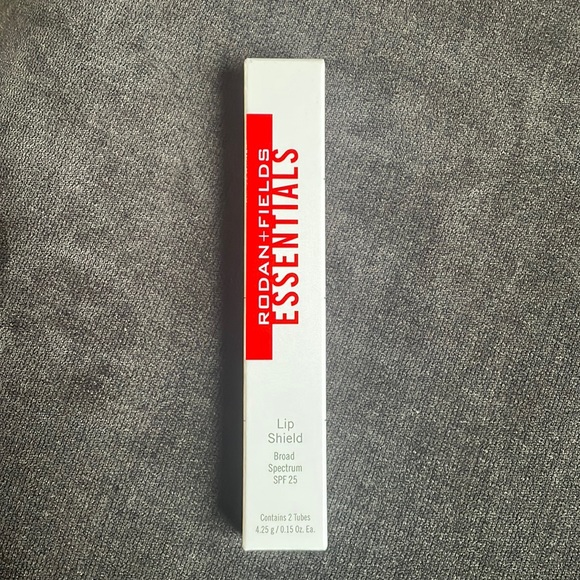 RODAN+FIELDS
ESSENTIALS
Lip
Shield
Broad
Spectrum
SPF 25
Contains 2 Tubes
4.25 g / 0.15 Oz. Ea.